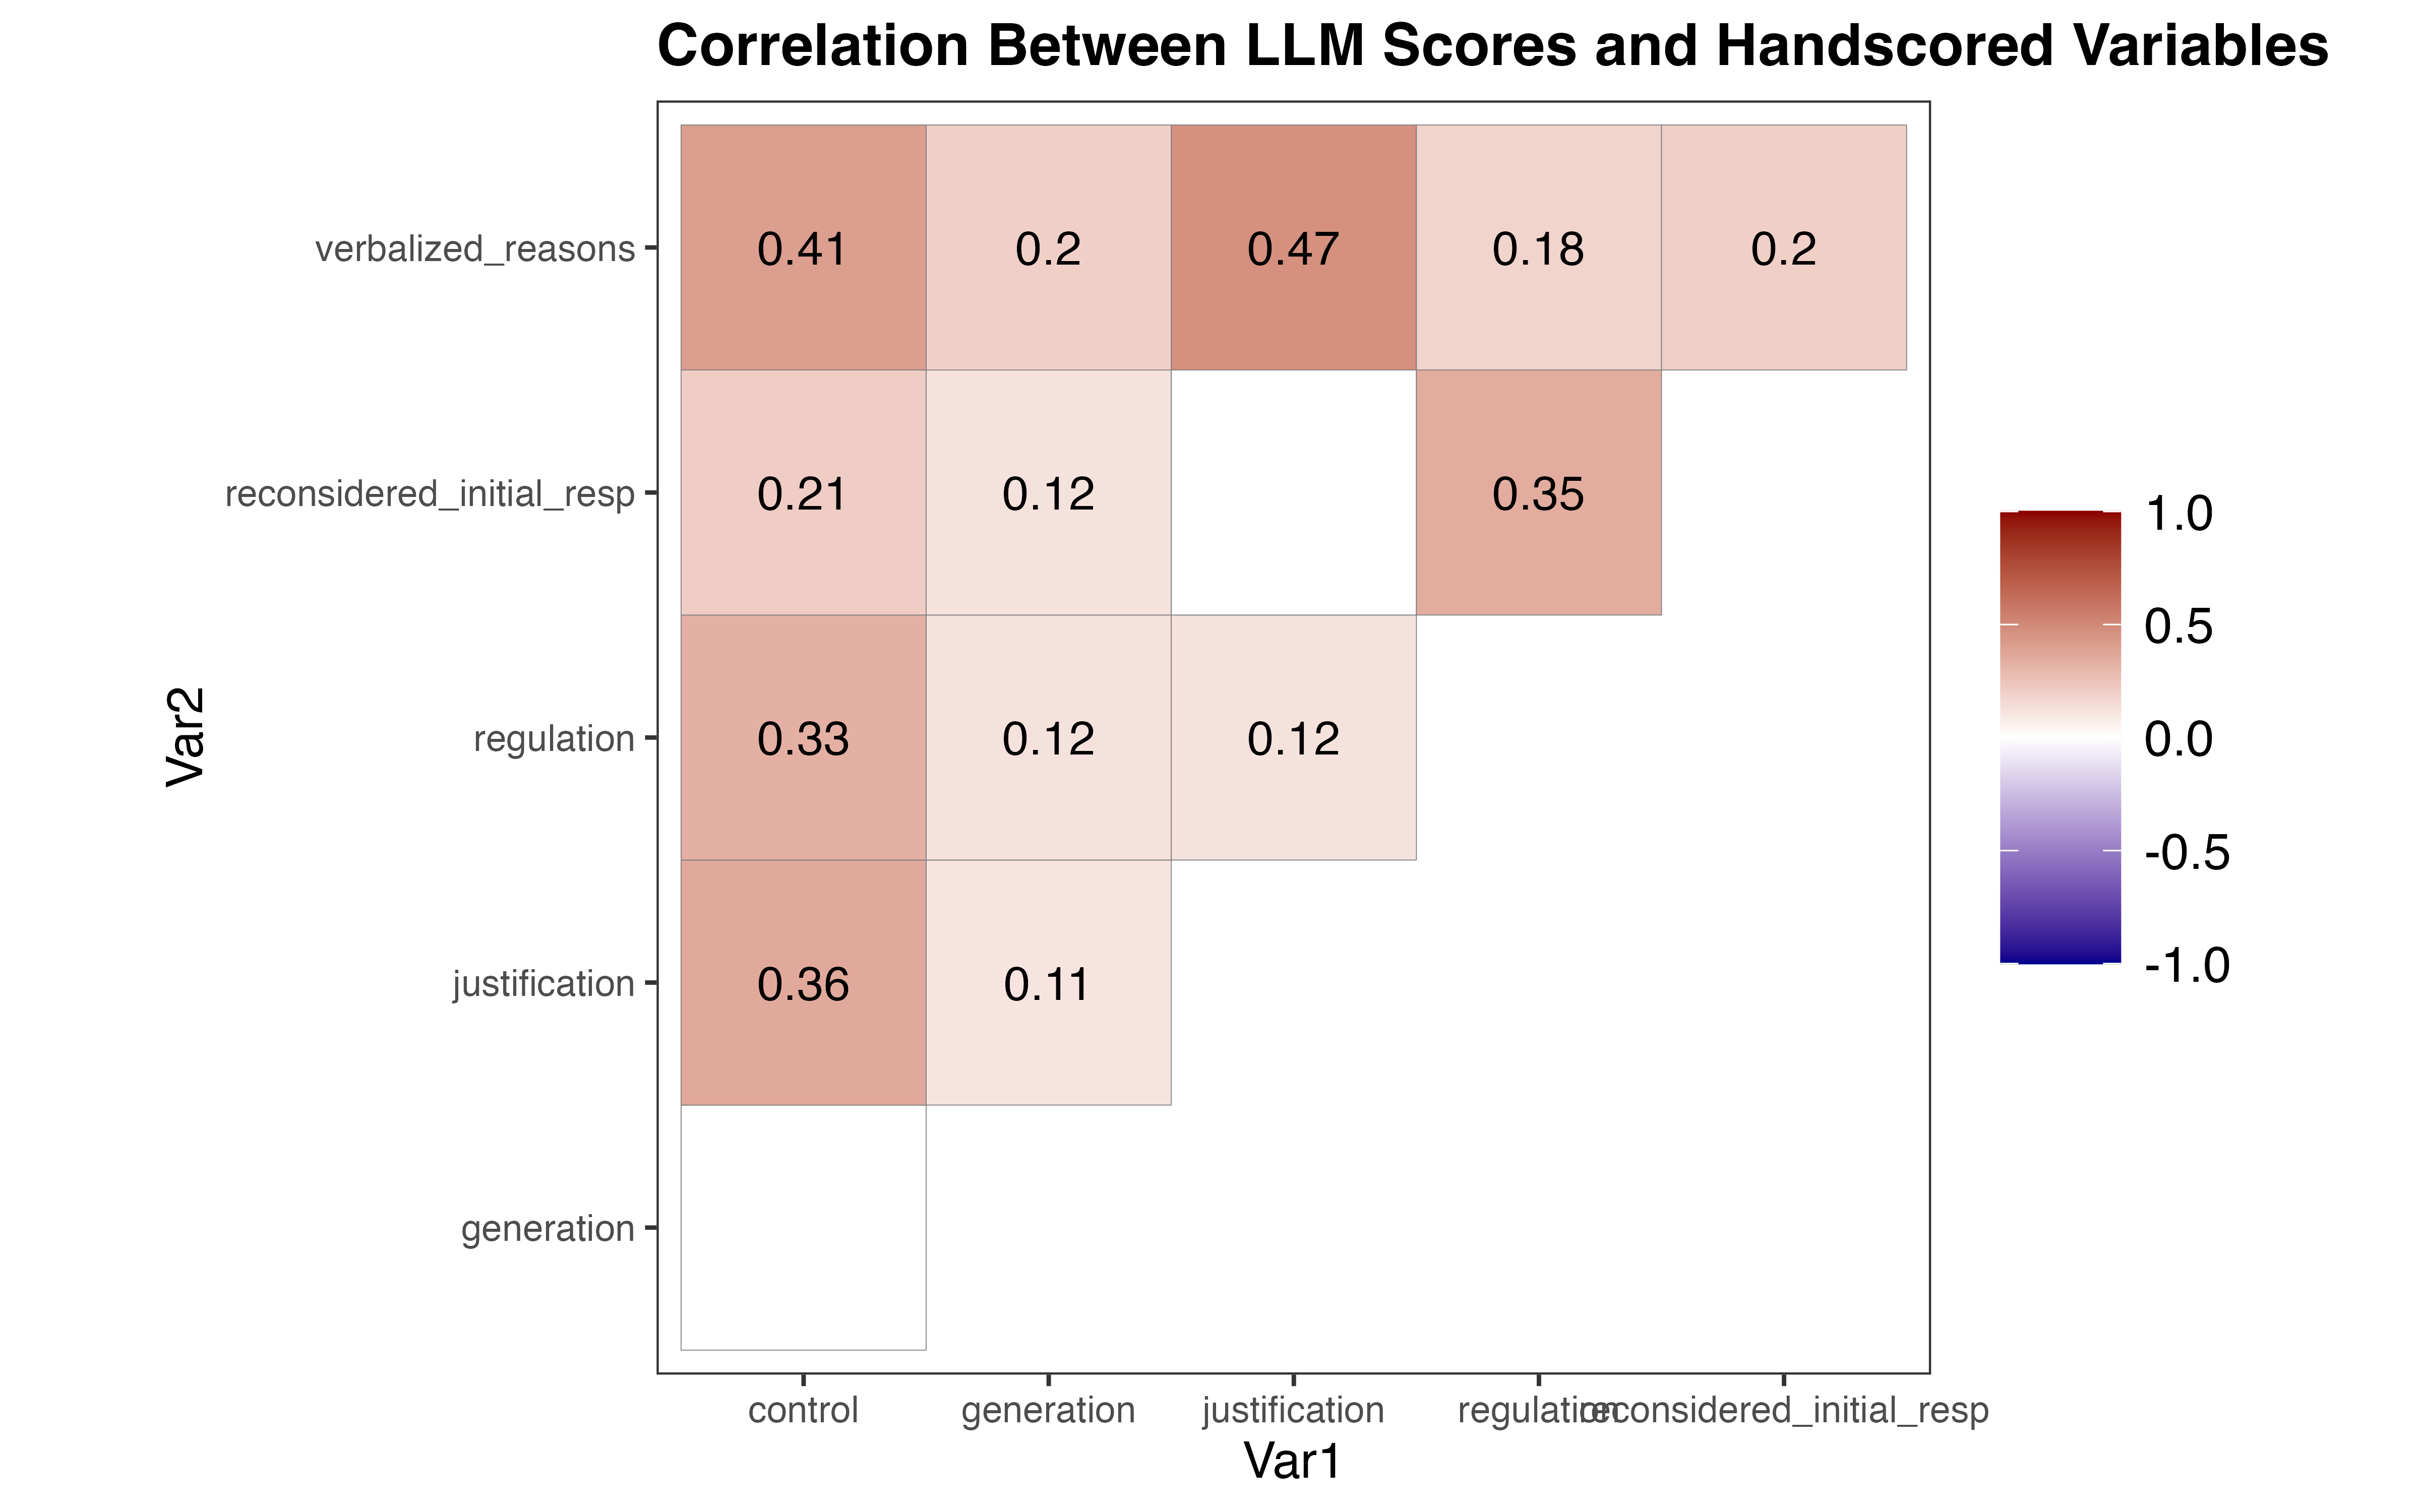 Correlation Between LLM Scores and Handscored Variables
verbalized_reasons
0.41 0.2 0.47 0.18 0.2
reconsidered_initial_resp
0.21 0.12 0.35
regulation
0.33 0.12 0.12
justification
0.36 0.11
generation
Var2
control generation justification regulation reconsidered_initial_resp
Var1
1.0
0.5
0.0
-0.5
-1.0